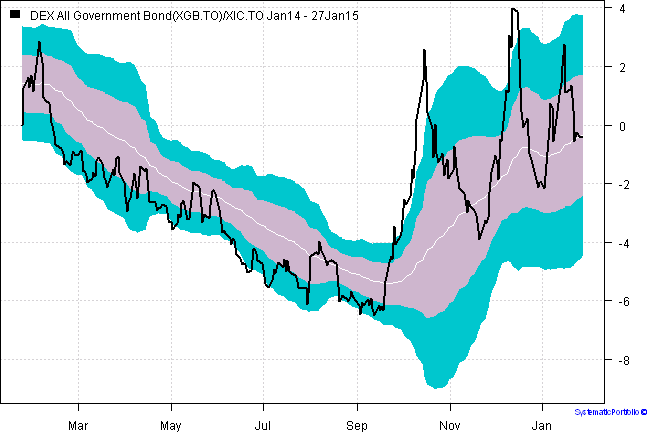 DEX All Government Bond(XGB.TO)/XIC.TO Jan14 - 27Jan15
4
2
0
-2
-4
-6
-8
Mar May Jul Sep Nov Jan
SystematicPortfolio ©